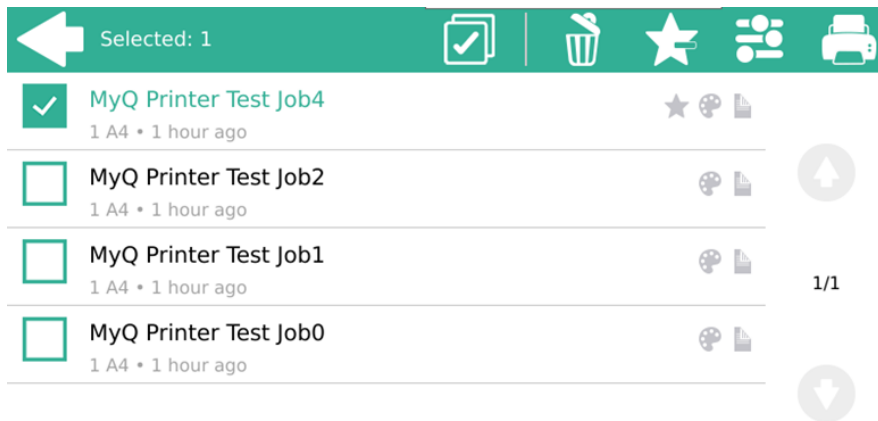 Selected: 1
MyQ Printer Test Job4
1 A4 • 1 hour ago
MyQ Printer Test Job2
1 A4 • 1 hour ago
MyQ Printer Test Job1
1 A4 • 1 hour ago
1/1
MyQ Printer Test Job0
1 A4 • 1 hour ago